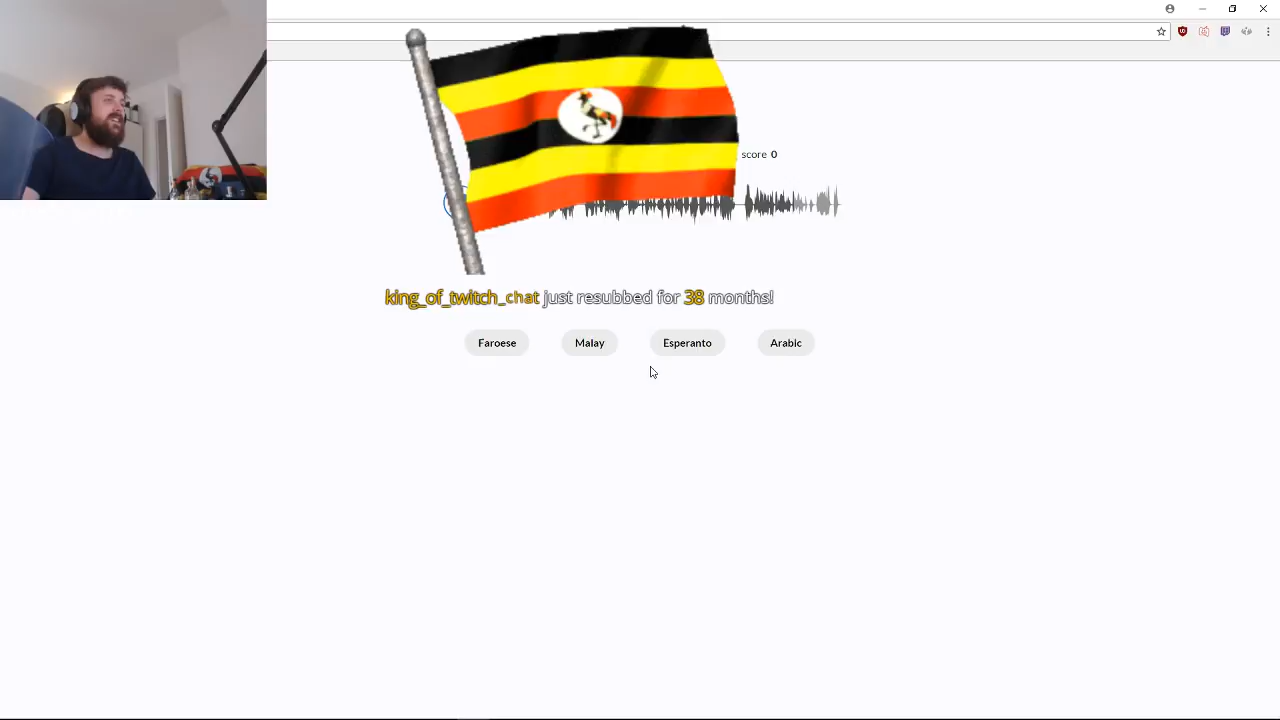 score 0
king_of_twitch_chat just resubbed for 38 months!
Faroese Malay Esperanto Arabic